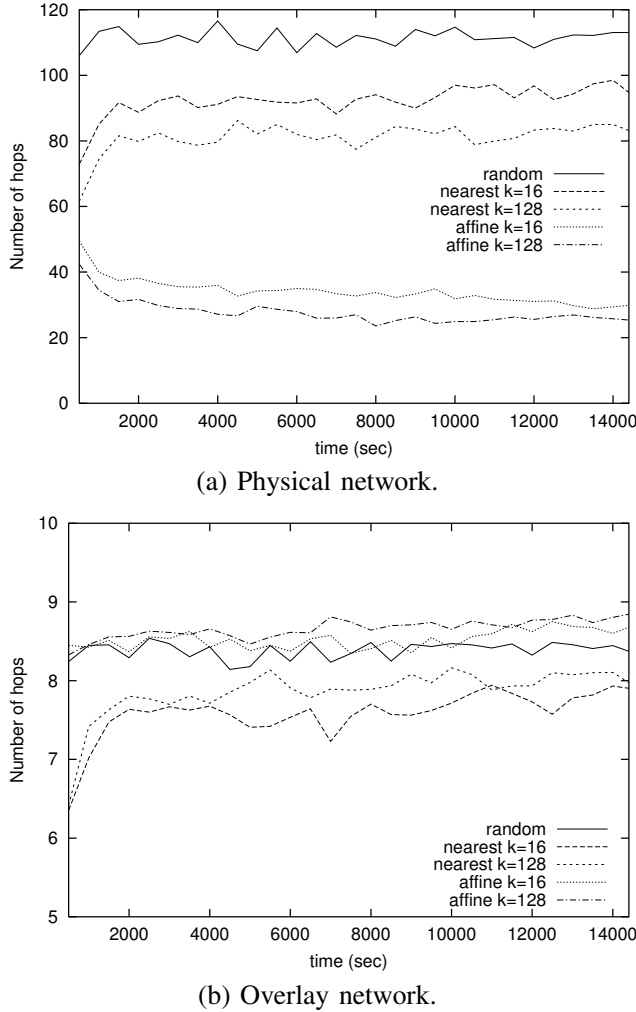 120
100
80
60
40
20
0
Number of hops
random
nearest k=16
nearest k=128
affine k=16
affine k=128
2000 4000 6000 8000 10000 12000 14000
time (sec)
(a) Physical network.
10
9
8
7
6
5
Number of hops
random
nearest k=16
nearest k=128
affine k=16
affine k=128
2000 4000 6000 8000 10000 12000 14000
time (sec)
(b) Overlay network.